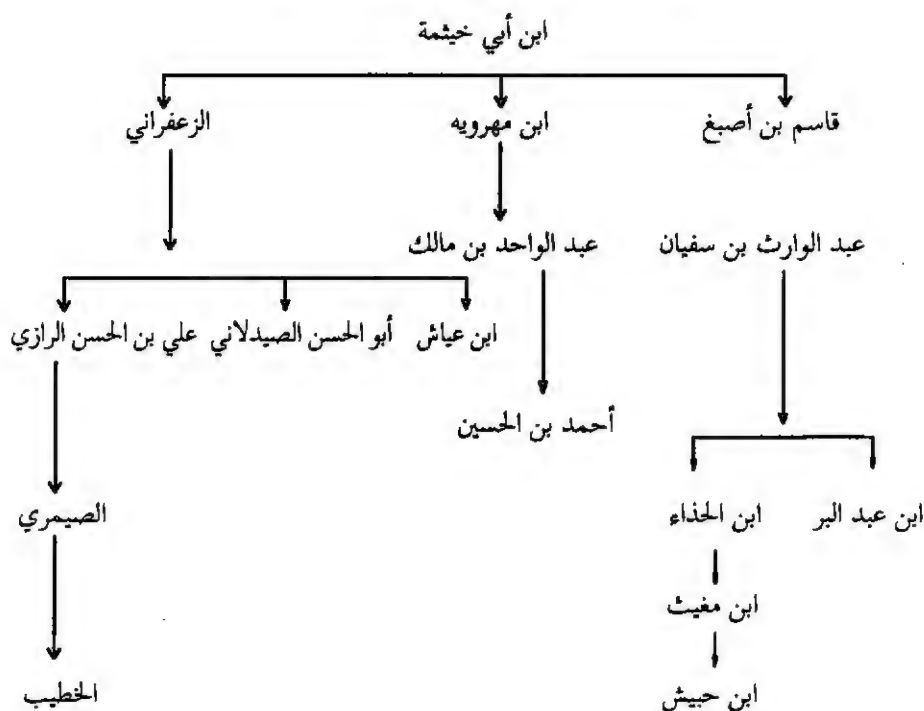 ابن أبي خيثمة
قاسم بن أصبغ ابن مهرويه الزعفراني
عبد الوارث بن سفيان عبد الواحد بن مالك
ابن عياش أبو الحسن الصيدلاني علي بن الحسن الرازي
أحمد بن الحسين
ابن عبد البر ابن الحذاء الصيمري
ابن مغيث
ابن حبيش الخطيب